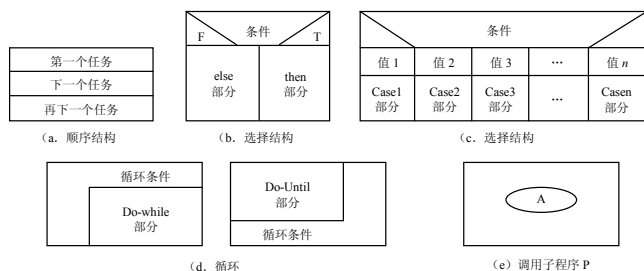 第一个任务
下一个任务
再下一个任务
(a. 顺序结构
条件
F
T
else
部分
then
部分
(b. 选择结构
条件
值 1
值 2
值 3
…
值 n
Case1
部分
Case2
部分
Case3
部分
…
Casen
部分
(c. 选择结构
循环条件
Do-while
部分
Do-Until
部分
循环条件
(d. 循环
A
(e) 调用子程序 P